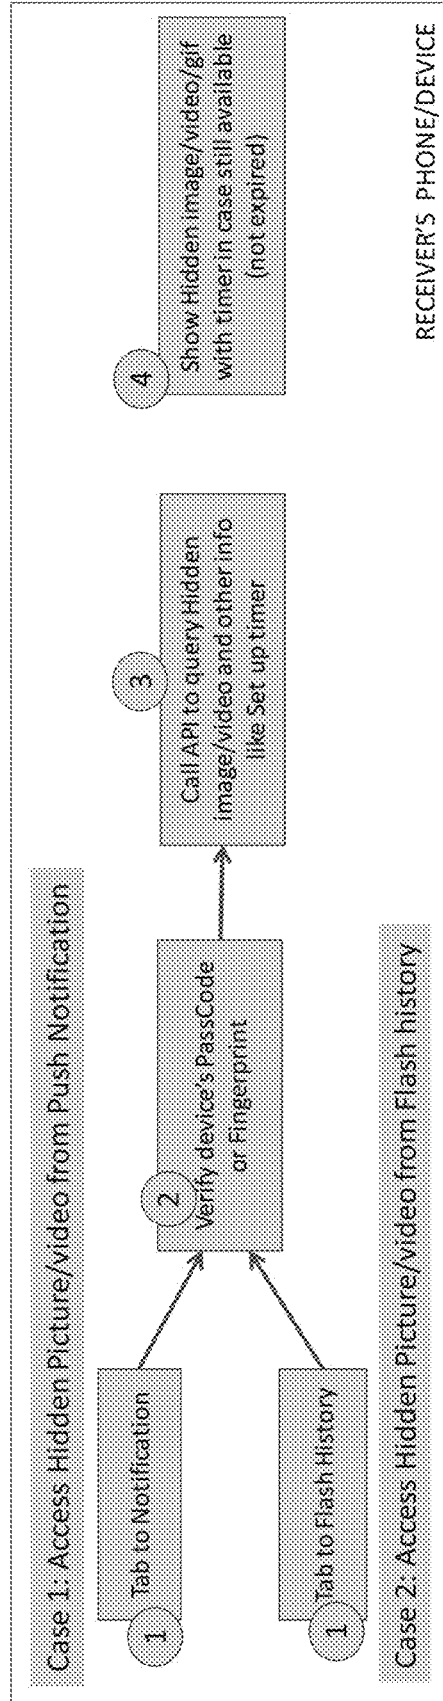 Case 1: Access Hidden Picture/video from Push Notification
1
Tab to Notification
1
Tab to Flash History
2
Verify device's PassCode
or Fingerprint
3
Call API to query Hidden
image/video and other info
like Set up timer
4
Show Hidden image/video/gif
with timer in case still available
(not expired)
Case 2: Access Hidden Picture/video from Flash history
RECEIVER'S PHONE/DEVICE